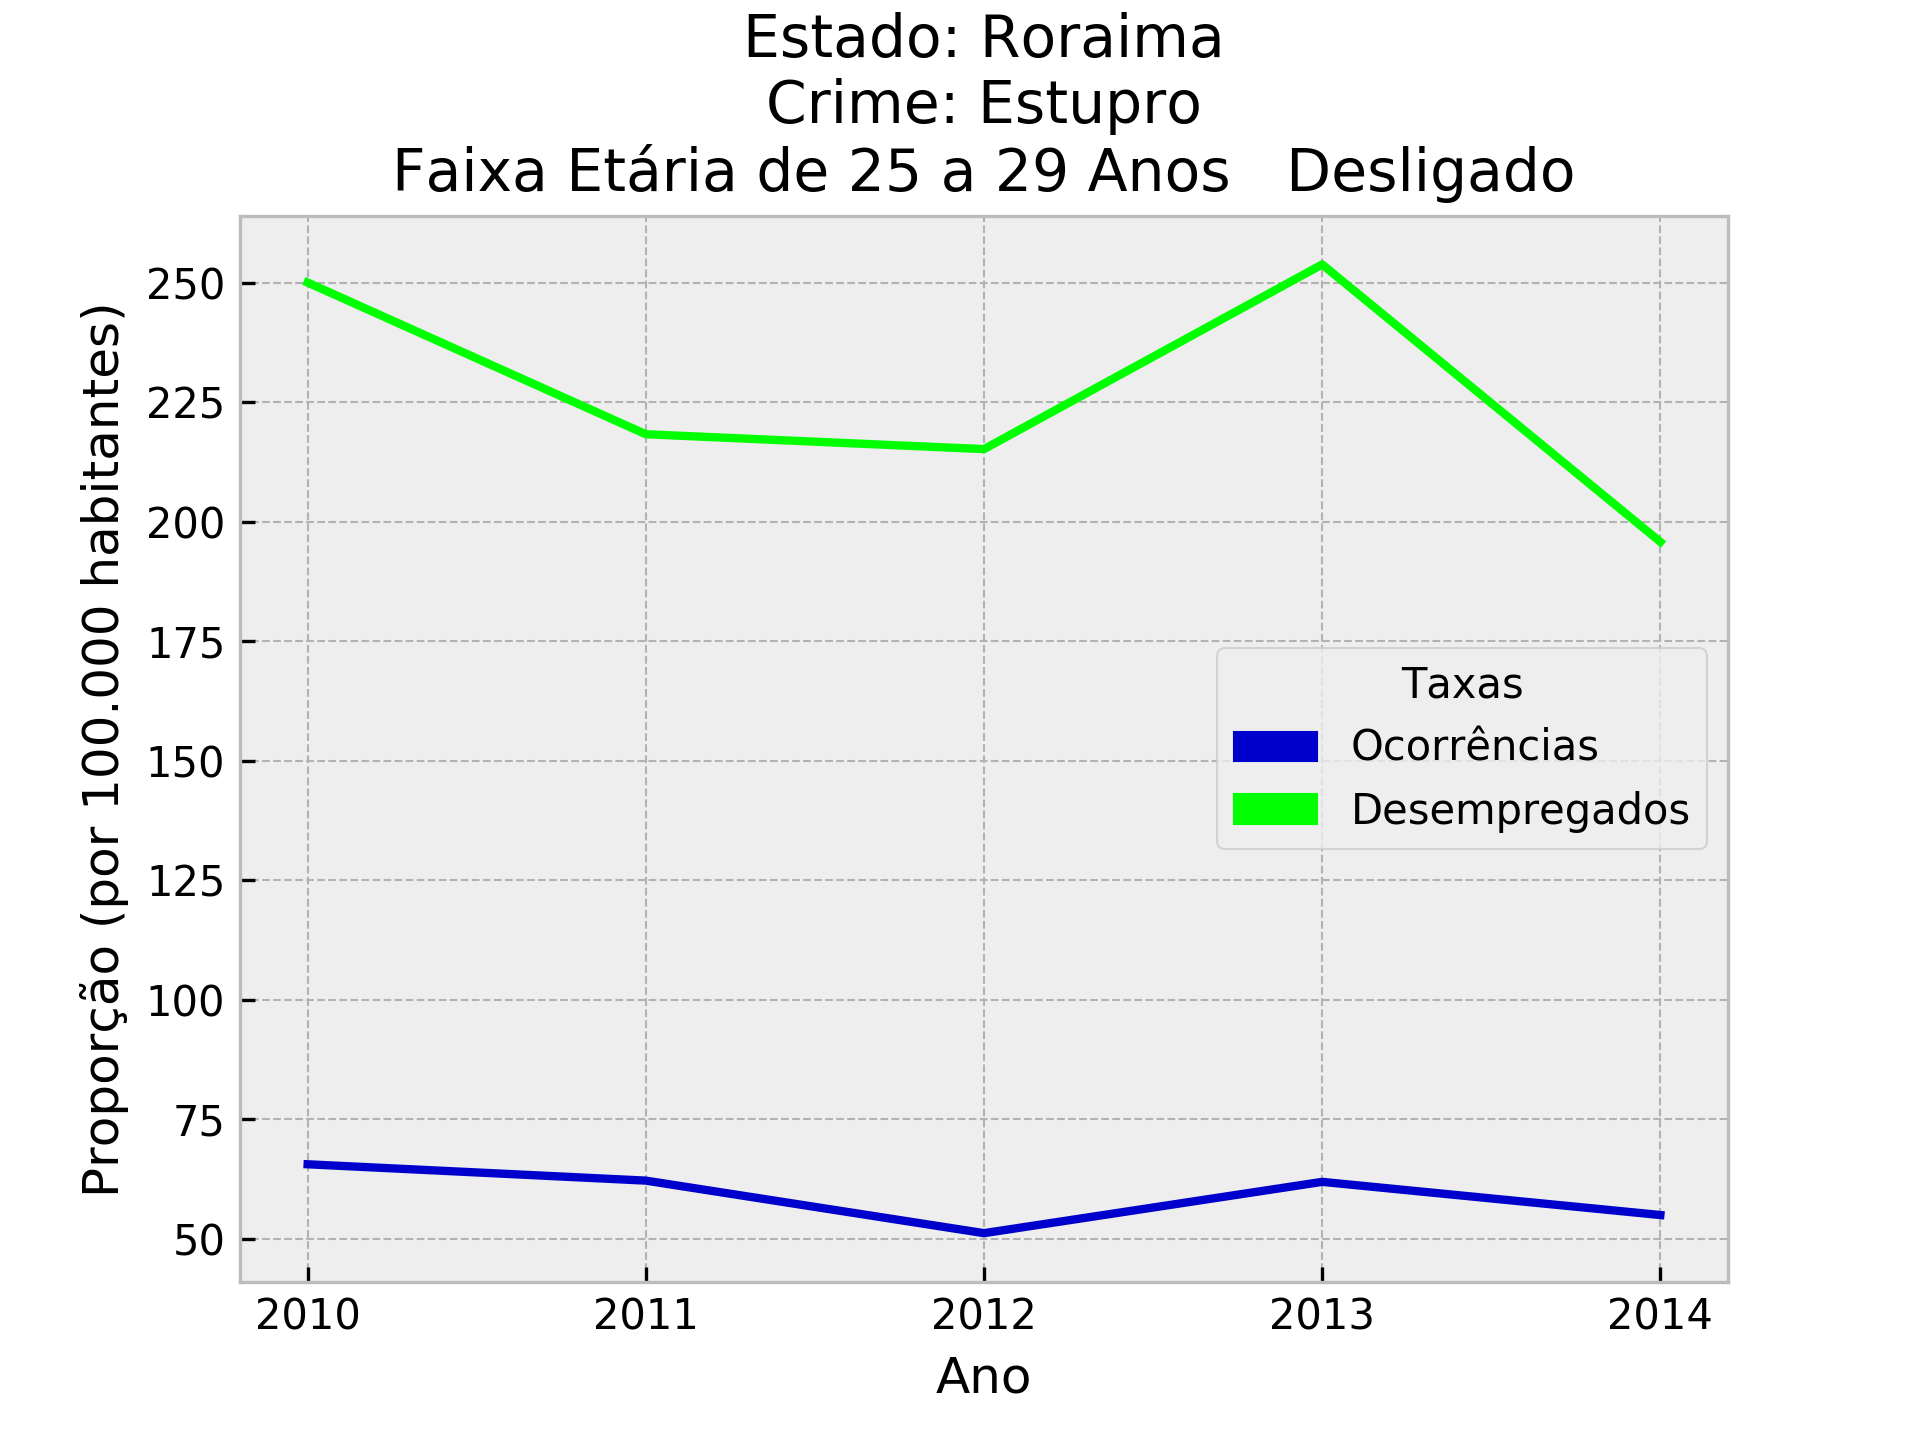 Estado: Roraima
Crime: Estupro
Faixa Etária de 25 a 29 Anos   Desligado
Proporção (por 100.000 habitantes)
250
225
200
175
150
125
100
75
50
Taxas
Ocorrências
Desempregados
2010 2011 2012 2013 2014
Ano